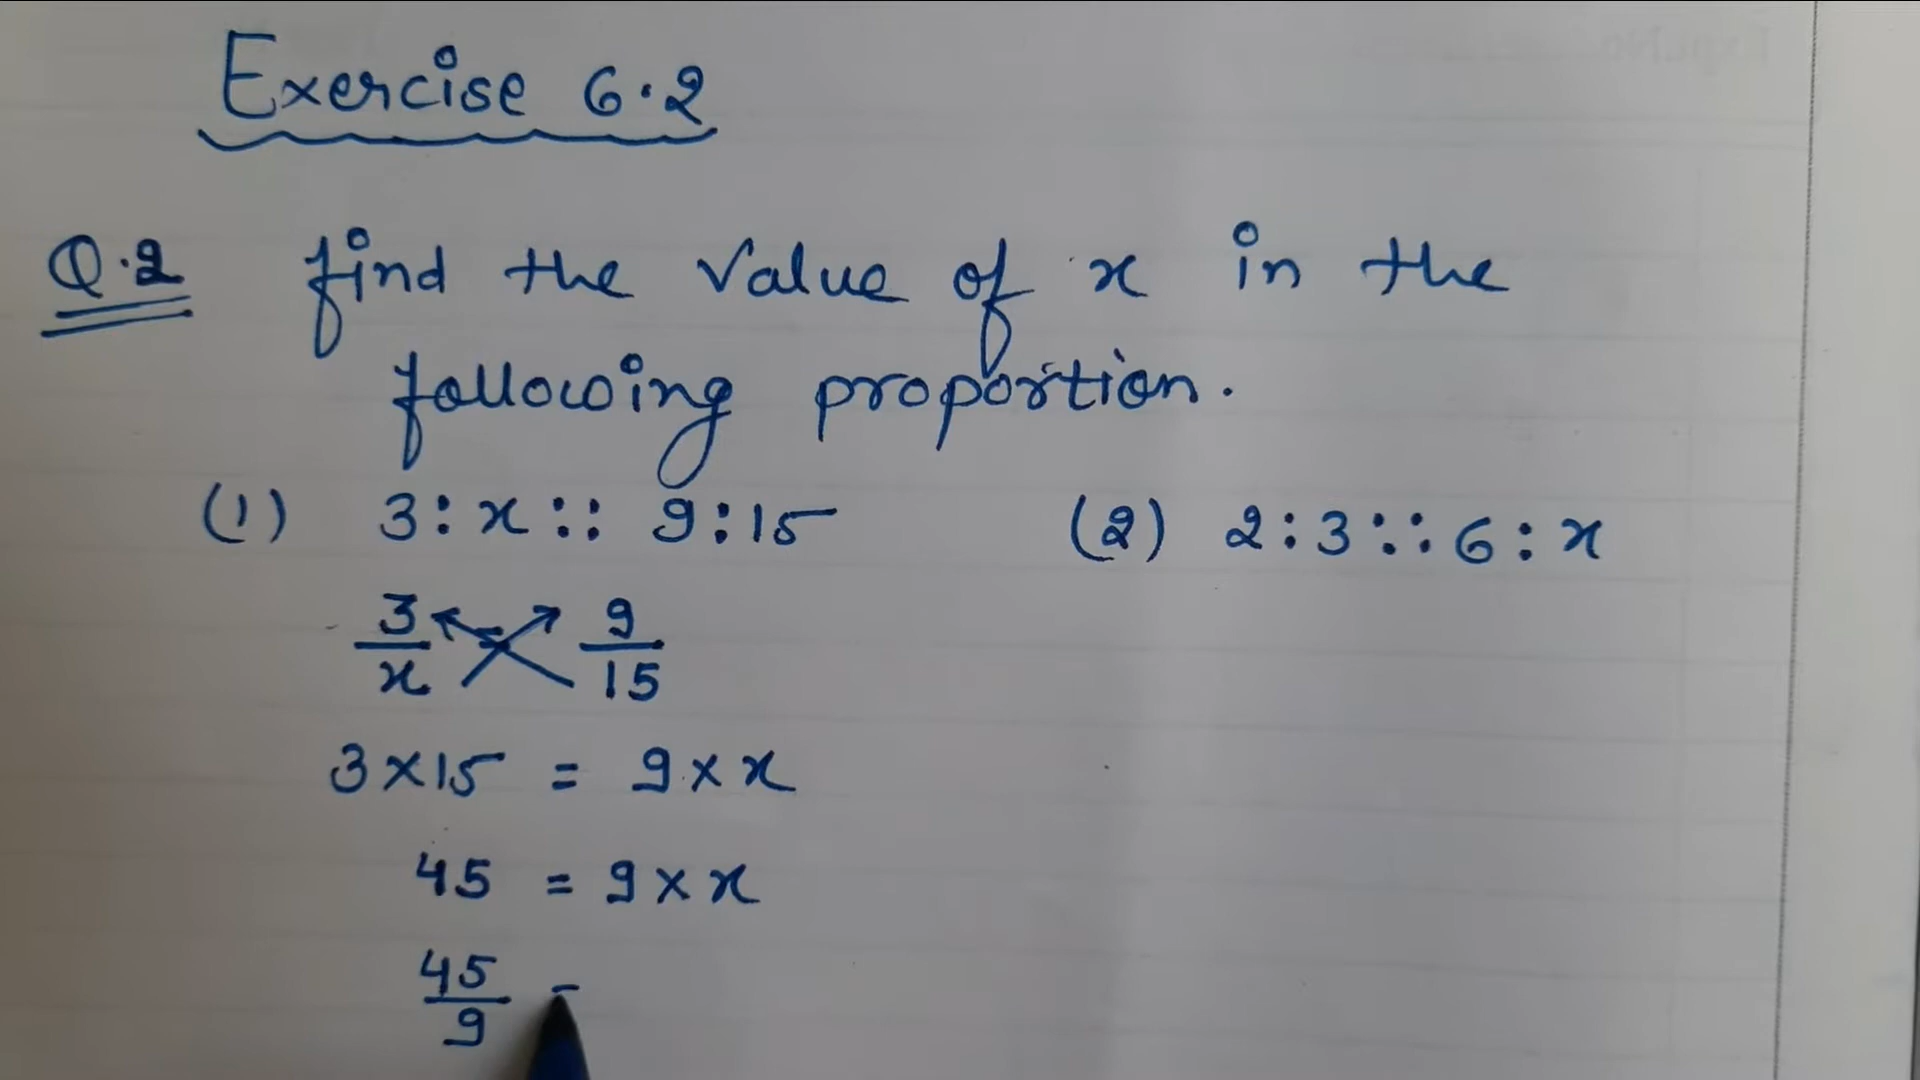 Exercise 6.2
Q.2 find the value of x in the
following proportion.
(1) 3:x::9:15 (2) 2:3::6:x
3/x = 9/15
3×15 = 9×x
45 = 9×x
45/9 =